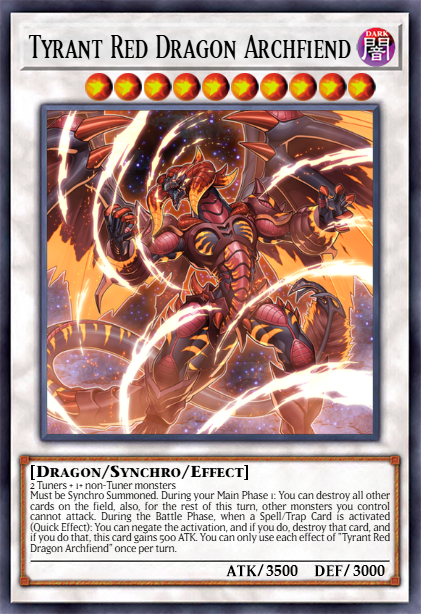 Tyrant Red Dragon Archfiend
DARK
闇
[Dragon/Synchro/Effect]
2 Tuners + 1+ non-Tuner monsters
Must be Synchro Summoned. During your Main Phase 1: You can destroy all other
cards on the field, also, for the rest of this turn, other monsters you control
cannot attack. During the Battle Phase, when a Spell/Trap Card is activated
(Quick Effect): You can negate the activation, and if you do, destroy that card, and
if you do that, this card gains 500 ATK. You can only use each effect of "Tyrant Red
Dragon Archfiend" once per turn.
ATK/3500 DEF/3000